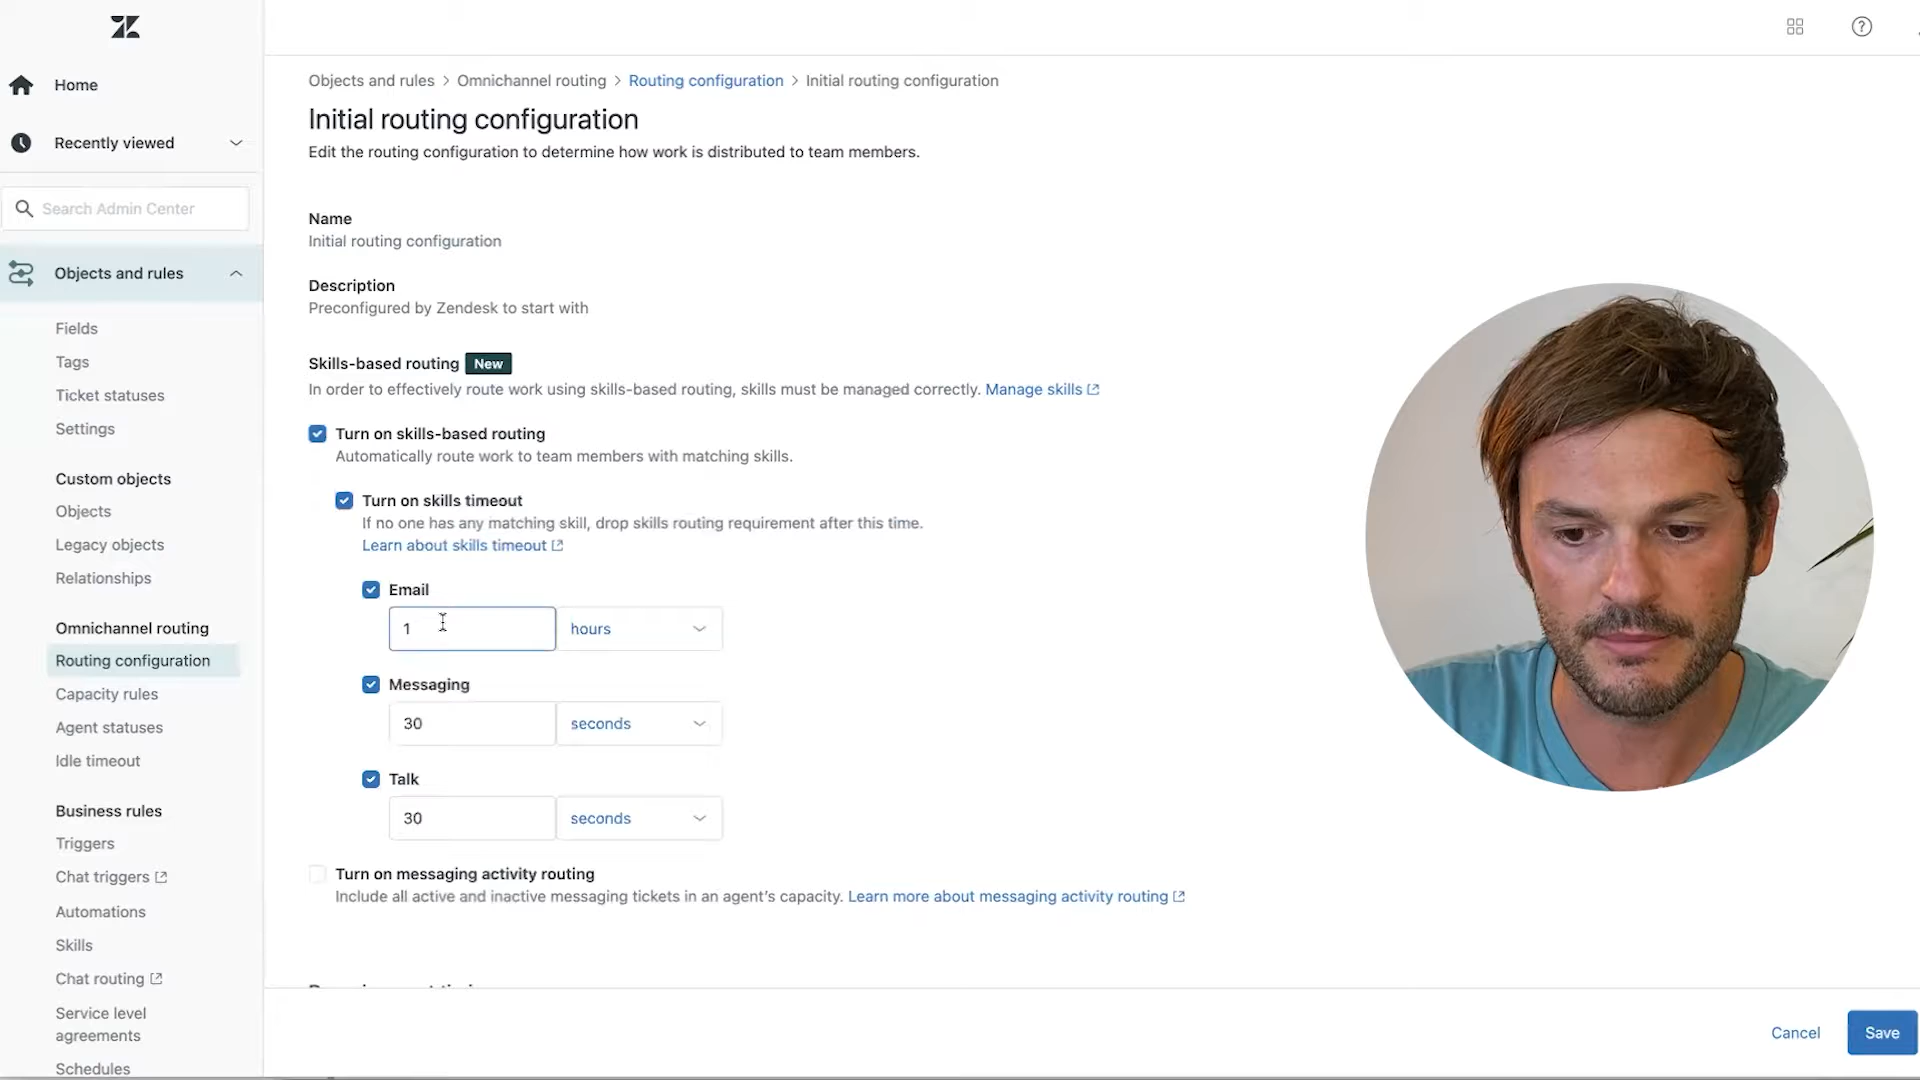 Home
Recently viewed
Search Admin Center
Objects and rules
Fields
Tags
Ticket statuses
Settings
Custom objects
Objects
Legacy objects
Relationships
Omnichannel routing
Routing configuration
Capacity rules
Agent statuses
Idle timeout
Business rules
Triggers
Chat triggers
Automations
Skills
Chat routing
Service level
agreements
Schedules
Objects and rules > Omnichannel routing > Routing configuration > Initial routing configuration
Initial routing configuration
Edit the routing configuration to determine how work is distributed to team members.
Name
Initial routing configuration
Description
Preconfigured by Zendesk to start with
Skills-based routing New
In order to effectively route work using skills-based routing, skills must be managed correctly. Manage skills
Turn on skills-based routing
Automatically route work to team members with matching skills.
Turn on skills timeout
If no one has any matching skill, drop skills routing requirement after this time.
Learn about skills timeout
Email
1 hours
Messaging
30 seconds
Talk
30 seconds
Turn on messaging activity routing
Include all active and inactive messaging tickets in an agent's capacity. Learn more about messaging activity routing
Cancel Save